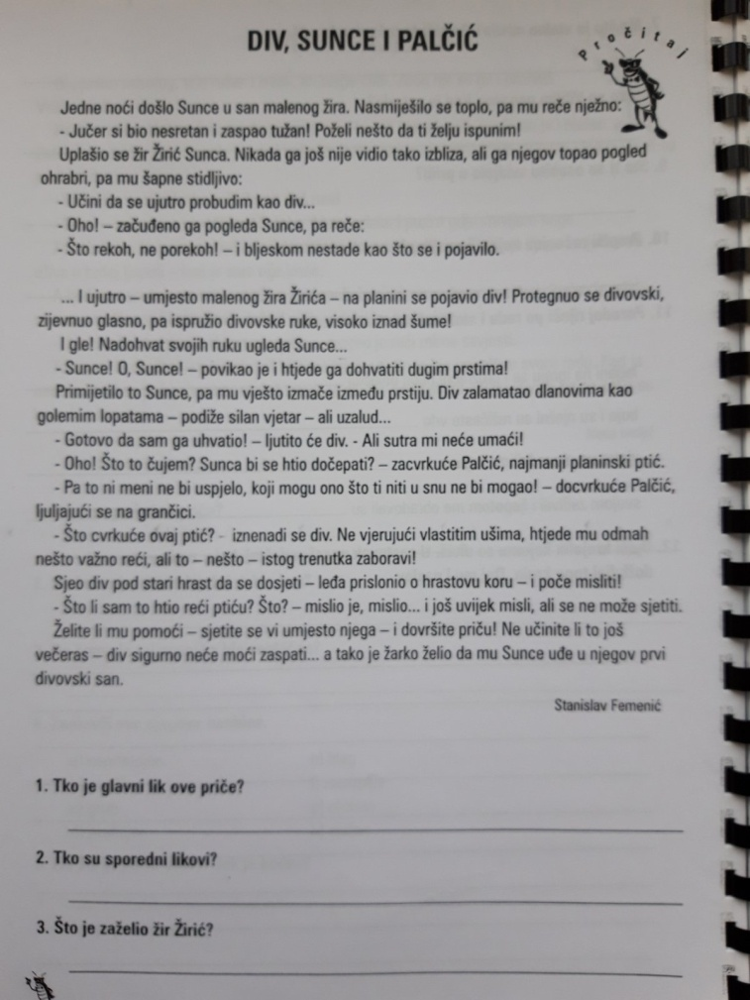 DIV, SUNCE I PALČIĆ
Pročitaj
Jedne noći došlo Sunce u san malenog žira. Nasmiješilo se toplo, pa mu reče nježno:
- Jučer si bio nesretan i zaspao tužan! Poželi nešto da ti želju ispunim!
Uplašio se žir Žirić Sunca. Nikada ga još nije vidio tako izbliza, ali ga njegov topao pogled
ohrabri, pa mu šapne stidljivo:
- Učini da se ujutro probudim kao div...
- Oho! – začuđeno ga pogleda Sunce, pa reče:
- Što rekoh, ne porekoh! – i bljeskom nestade kao što se i pojavilo.
... I ujutro – umjesto malenog žira Žirića – na planini se pojavio div! Protegnuo se divovski,
zijevnuo glasno, pa ispružio divovske ruke, visoko iznad šume!
I gle! Nadohvat svojih ruku ugleda Sunce...
- Sunce! O, Sunce! – povikao je i htjede ga dohvatiti dugim prstima!
Primijetilo to Sunce, pa mu vješto izmače između prstiju. Div zalamatao dlanovima kao
golemim lopatama – podiže silan vjetar – ali uzalud...
- Gotovo da sam ga uhvatio! – ljutito će div. - Ali sutra mi neće umaći!
- Oho! Što to čujem? Sunca bi se htio dočepati? – zacvrkuće Palčić, najmanji planinski ptić.
- Pa to ni meni ne bi uspjelo, koji mogu ono što ti niti u snu ne bi mogao! – docvrkuće Palčić,
ljuljajući se na grančici.
- Što cvrkuće ovaj ptić? - iznenadi se div. Ne vjerujući vlastitim ušima, htjede mu odmah
nešto važno reći, ali to – nešto – istog trenutka zaboravi!
Sjeo div pod stari hrast da se dosjeti – leđa prislonio o hrastovu koru – i poče misliti!
- Što li sam to htio reći ptiću? Što? – mislio je, mislio... i još uvijek misli, ali se ne može sjetiti.
Želite li mu pomoći – sjetite se vi umjesto njega – i dovršite priču! Ne učinite li to još
večeras – div sigurno neće moći zaspati... a tako je žarko želio da mu Sunce uđe u njegov prvi
divovski san.
Stanislav Femenić
1. Tko je glavni lik ove priče?
2. Tko su sporedni likovi?
3. Što je zaželio žir Žirić?